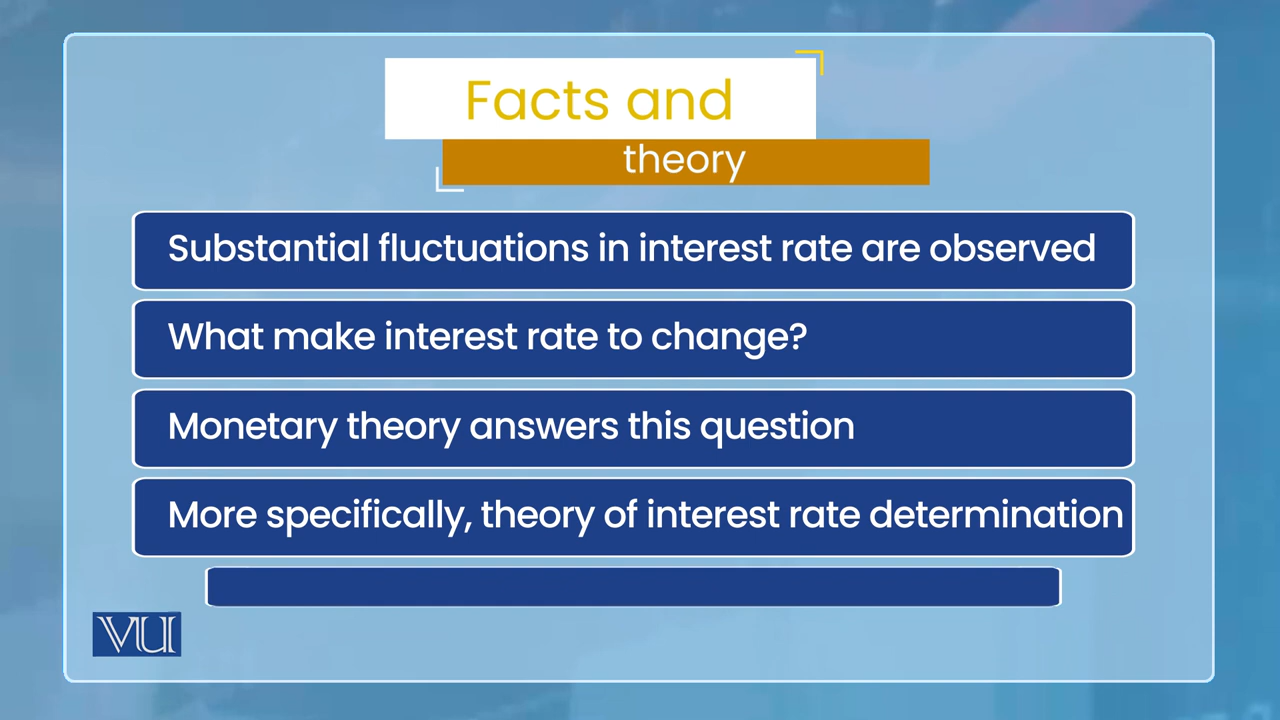 Facts and
theory
Substantial fluctuations in interest rate are observed
What make interest rate to change?
Monetary theory answers this question
More specifically, theory of interest rate determination
VU